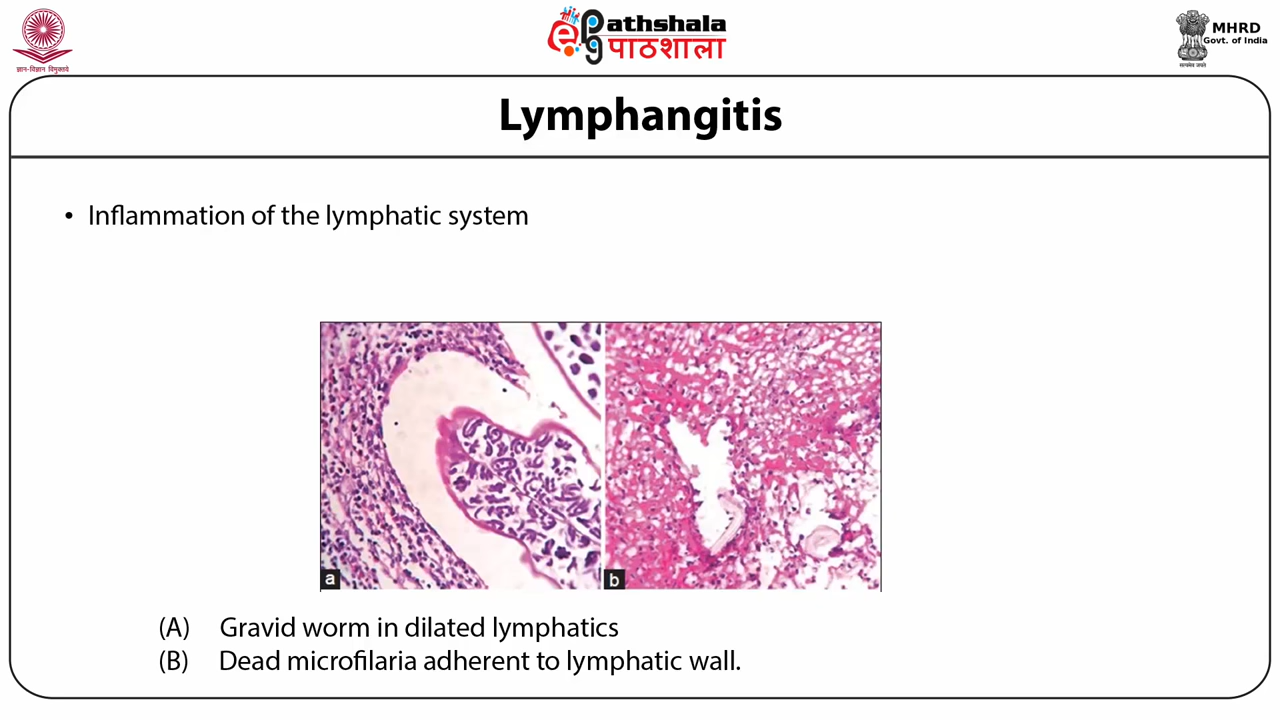 ज्ञान-विज्ञान विमुक्तये
epg Pathshala
पाठशाला
MHRD
Govt. of India
सत्यमेव जयते
Lymphangitis
• Inflammation of the lymphatic system
a
b
(A) Gravid worm in dilated lymphatics
(B) Dead microfilaria adherent to lymphatic wall.